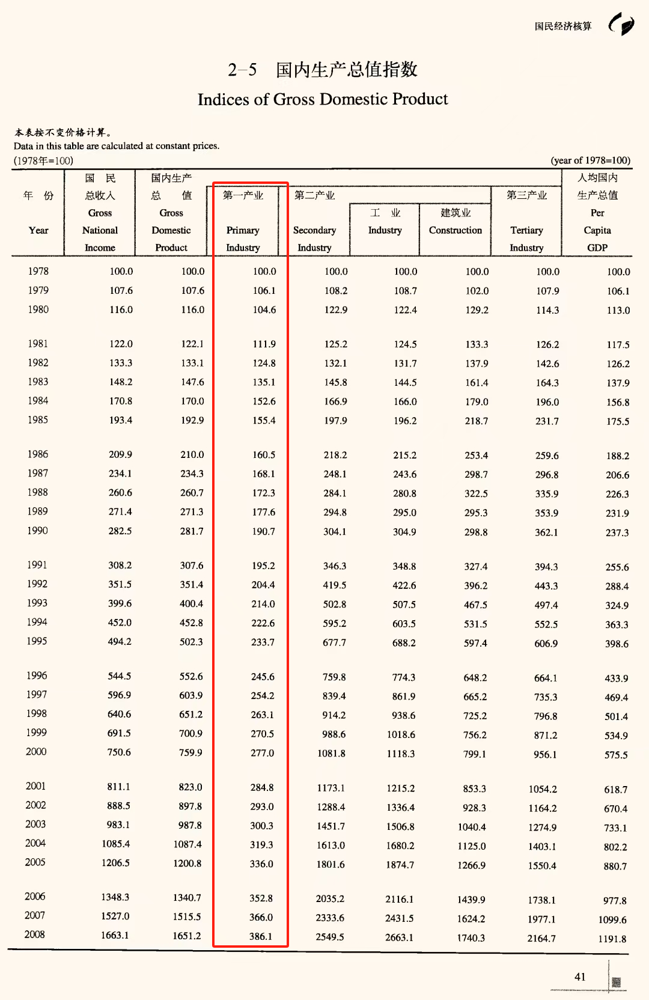 国民经济核算
2-5 国内生产总值指数
Indices of Gross Domestic Product
本表按不变价格计算。
Data in this table are calculated at constant prices.
(1978年=100) (year of 1978=100)
国 民 国内生产 人均国内
年 份 总收入 总 值 第一产业 第二产业 第三产业 生产总值
Gross Gross 工 业 建筑业 Per
Year National Domestic Primary Secondary Industry Construction Tertiary Capita
Income Product Industry Industry Industry GDP
1978 100.0 100.0 100.0 100.0 100.0 100.0 100.0 100.0
1979 107.6 107.6 106.1 108.2 108.7 102.0 107.9 106.1
1980 116.0 116.0 104.6 122.9 122.4 129.2 114.3 113.0
1981 122.0 122.1 111.9 125.2 124.5 133.3 126.2 117.5
1982 133.3 133.1 124.8 132.1 131.7 137.9 142.6 126.2
1983 148.2 147.6 135.1 145.8 144.5 161.4 164.3 137.9
1984 170.8 170.0 152.6 166.9 166.0 179.0 196.0 156.8
1985 193.4 192.9 155.4 197.9 196.2 218.7 231.7 175.5
1986 209.9 210.0 160.5 218.2 215.2 253.4 259.6 188.2
1987 234.1 234.3 168.1 248.1 243.6 298.7 296.8 206.6
1988 260.6 260.7 172.3 284.1 280.8 322.5 335.9 226.3
1989 271.4 271.3 177.6 294.8 295.0 295.3 353.9 231.9
1990 282.5 281.7 190.7 304.1 304.9 298.8 362.1 237.3
1991 308.2 307.6 195.2 346.3 348.8 327.4 394.3 255.6
1992 351.5 351.4 204.4 419.5 422.6 396.2 443.3 288.4
1993 399.6 400.4 214.0 502.8 507.5 467.5 497.4 324.9
1994 452.0 452.8 222.6 595.2 603.5 531.5 552.5 363.3
1995 494.2 502.3 233.7 677.7 688.2 597.4 606.9 398.6
1996 544.5 552.6 245.6 759.8 774.3 648.2 664.1 433.9
1997 596.9 603.9 254.2 839.4 861.9 665.2 735.3 469.4
1998 640.6 651.2 263.1 914.2 938.6 725.2 796.8 501.4
1999 691.5 700.9 270.5 988.6 1018.6 756.2 871.2 534.9
2000 750.6 759.9 277.0 1081.8 1118.3 799.1 956.1 575.5
2001 811.1 823.0 284.8 1173.1 1215.2 853.3 1054.2 618.7
2002 888.5 897.8 293.0 1288.4 1336.4 928.3 1164.2 670.4
2003 983.1 987.8 300.3 1451.7 1506.8 1040.4 1274.9 733.1
2004 1085.4 1087.4 319.3 1613.0 1680.2 1125.0 1403.1 802.2
2005 1206.5 1200.8 336.0 1801.6 1874.7 1266.9 1550.4 880.7
2006 1348.3 1340.7 352.8 2035.2 2116.1 1439.9 1738.1 977.8
2007 1527.0 1515.5 366.0 2333.6 2431.5 1624.2 1977.1 1099.6
2008 1663.1 1651.2 386.1 2549.5 2663.1 1740.3 2164.7 1191.8
41